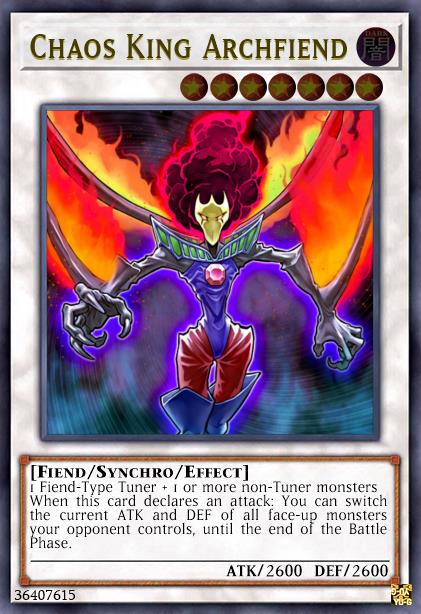 CHAOS KING ARCHFIEND
DARK
闇
[FIEND/SYNCHRO/EFFECT]
1 Fiend-Type Tuner + 1 or more non-Tuner monsters
When this card declares an attack: You can switch
the current ATK and DEF of all face-up monsters
your opponent controls, until the end of the Battle
Phase.
ATK/2600 DEF/2600
36407615